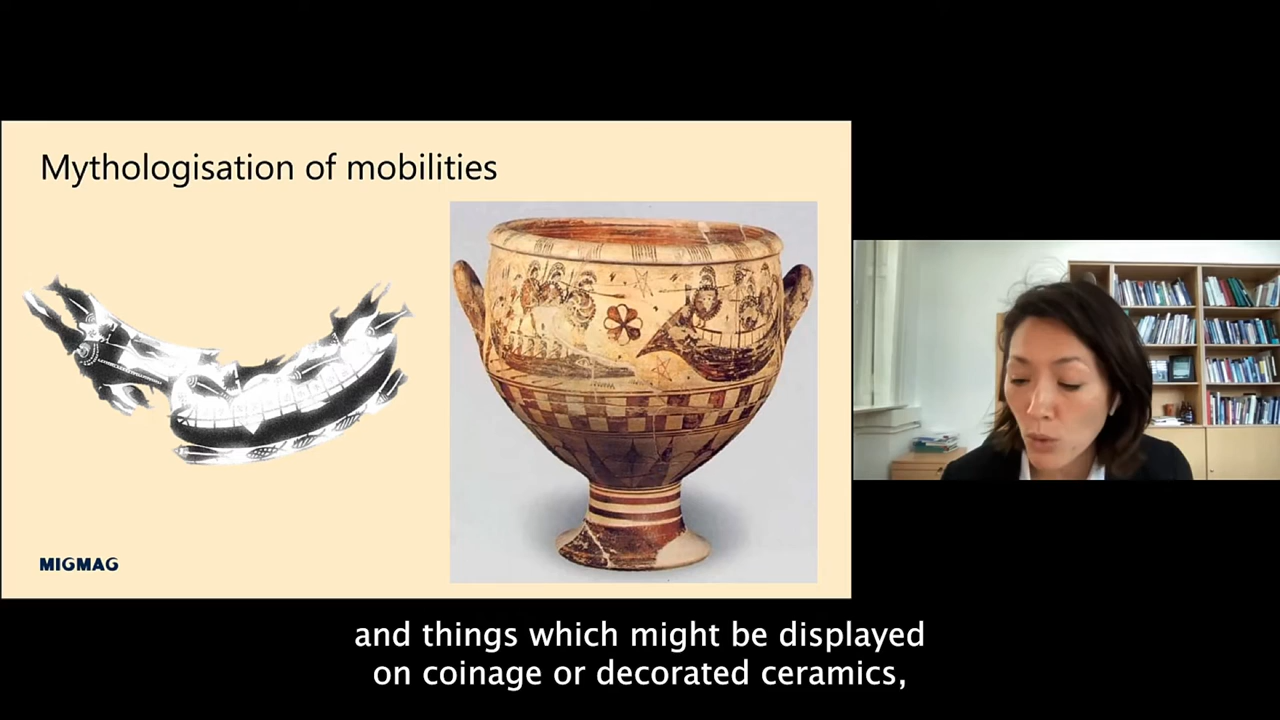 Mythologisation of mobilities
MIGMAG
and things which might be displayed
on coinage or decorated ceramics,